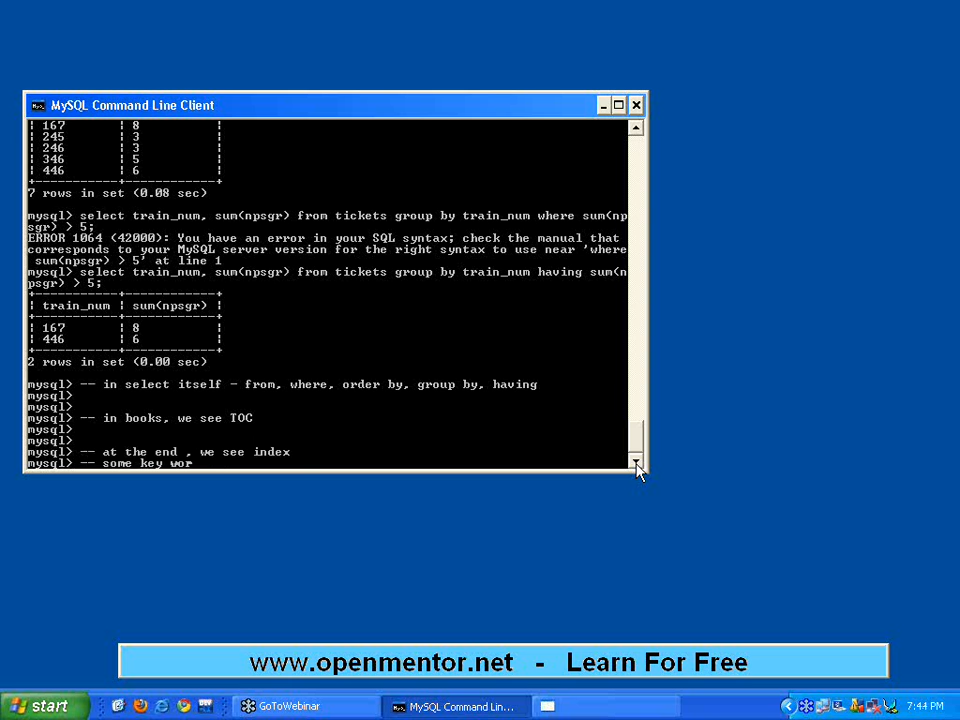 MySQL Command Line Client
| 167 | 8 |
| 245 | 3 |
| 246 | 3 |
| 346 | 5 |
| 446 | 6 |
+-----------+------------+
7 rows in set (0.08 sec)
mysql> select train_num, sum(npsgr) from tickets group by train_num where sum(np
sgr) > 5;
ERROR 1064 (42000): You have an error in your SQL syntax; check the manual that
corresponds to your MySQL server version for the right syntax to use near 'where
sum(npsgr) > 5' at line 1
mysql> select train_num, sum(npsgr) from tickets group by train_num having sum(n
psgr) > 5;
+-----------+------------+
| train_num | sum(npsgr) |
+-----------+------------+
| 167 | 8 |
| 446 | 6 |
+-----------+------------+
2 rows in set (0.00 sec)
mysql> -- in select itself - from, where, order by, group by, having
mysql>
mysql>
mysql> -- in books, we see TOC
mysql>
mysql>
mysql> -- at the end , we see index
mysql> -- some key wor
www.openmentor.net - Learn For Free
start
GoToWebinar
MySQL Command Lin...
7:44 PM